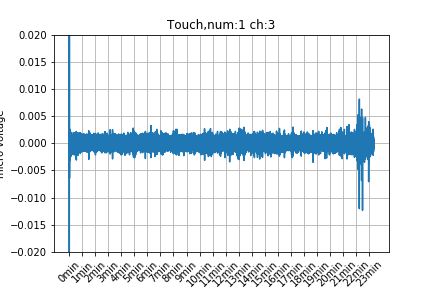 Touch,num:1 ch:3
0.020
0.015
0.010
0.005
0.000
−0.005
−0.010
−0.015
−0.020
micro voltage
0min
1min
2min
3min
4min
5min
6min
7min
8min
9min
10min
11min
12min
13min
14min
15min
16min
17min
18min
19min
20min
21min
22min
23min